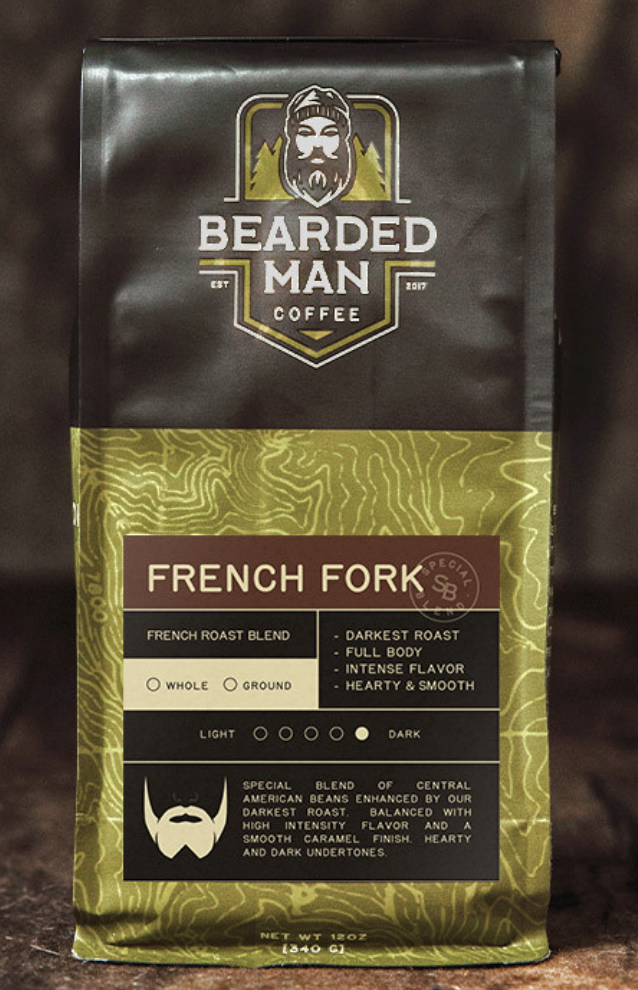 BEARDED
MAN
EST 2017
COFFEE
FRENCH FORK
SPECIAL
SB
BLEND
FRENCH ROAST BLEND
WHOLE GROUND
- DARKEST ROAST
- FULL BODY
- INTENSE FLAVOR
- HEARTY & SMOOTH
LIGHT DARK
SPECIAL BLEND OF CENTRAL
AMERICAN BEANS ENHANCED BY OUR
DARKEST ROAST. BALANCED WITH
HIGH INTENSITY FLAVOR AND A
SMOOTH CARAMEL FINISH. HEARTY
AND DARK UNDERTONES.
7800
NET WT 12OZ
[340 G]